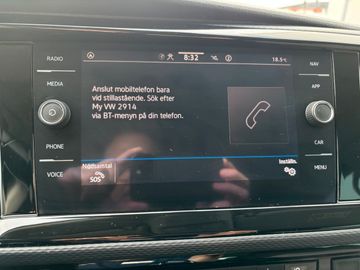 RADIO
MEDIA
PHONE
VOICE
8:32
18.5°C
NAV
APP
CAR
MENU
Anslut mobiltelefon bara
vid stillastående. Sök efter
My VW 2914
via BT-menyn på din telefon.
Nödsamtal
SOS
Inställn.